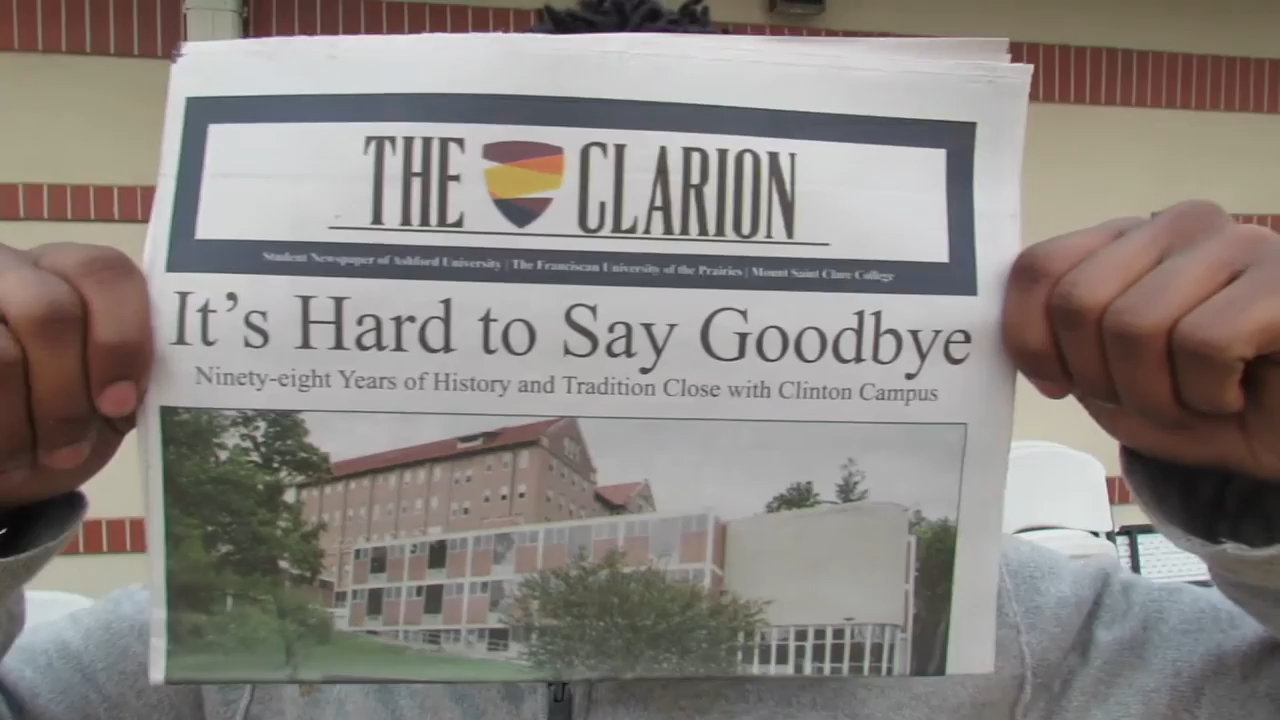 THE CLARION
Student Newspaper of Ashford University | The Franciscan University of the Prairies | Mount Saint Clare College
It's Hard to Say Goodbye
Ninety-eight Years of History and Tradition Close with Clinton Campus